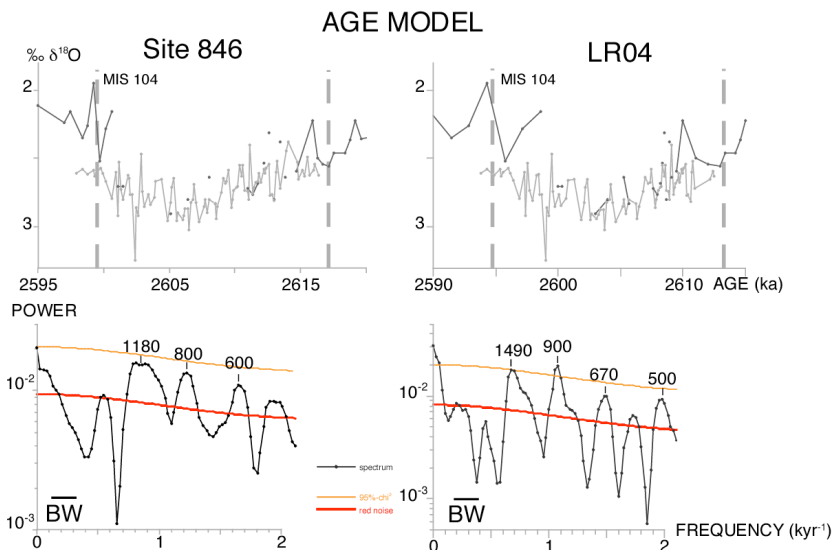 AGE MODEL
Site 846
LR04
‰ δ¹⁸O
MIS 104
MIS 104
2
3
2
3
2595
2605
2615
2590
2600
2610
AGE (ka)
POWER
1180
800
600
1490
900
670
500
10⁻²
10⁻³
10⁻²
10⁻³
spectrum
95%-chi²
red noise
BW
BW
0
1
2
0
1
2
FREQUENCY (kyr⁻¹)